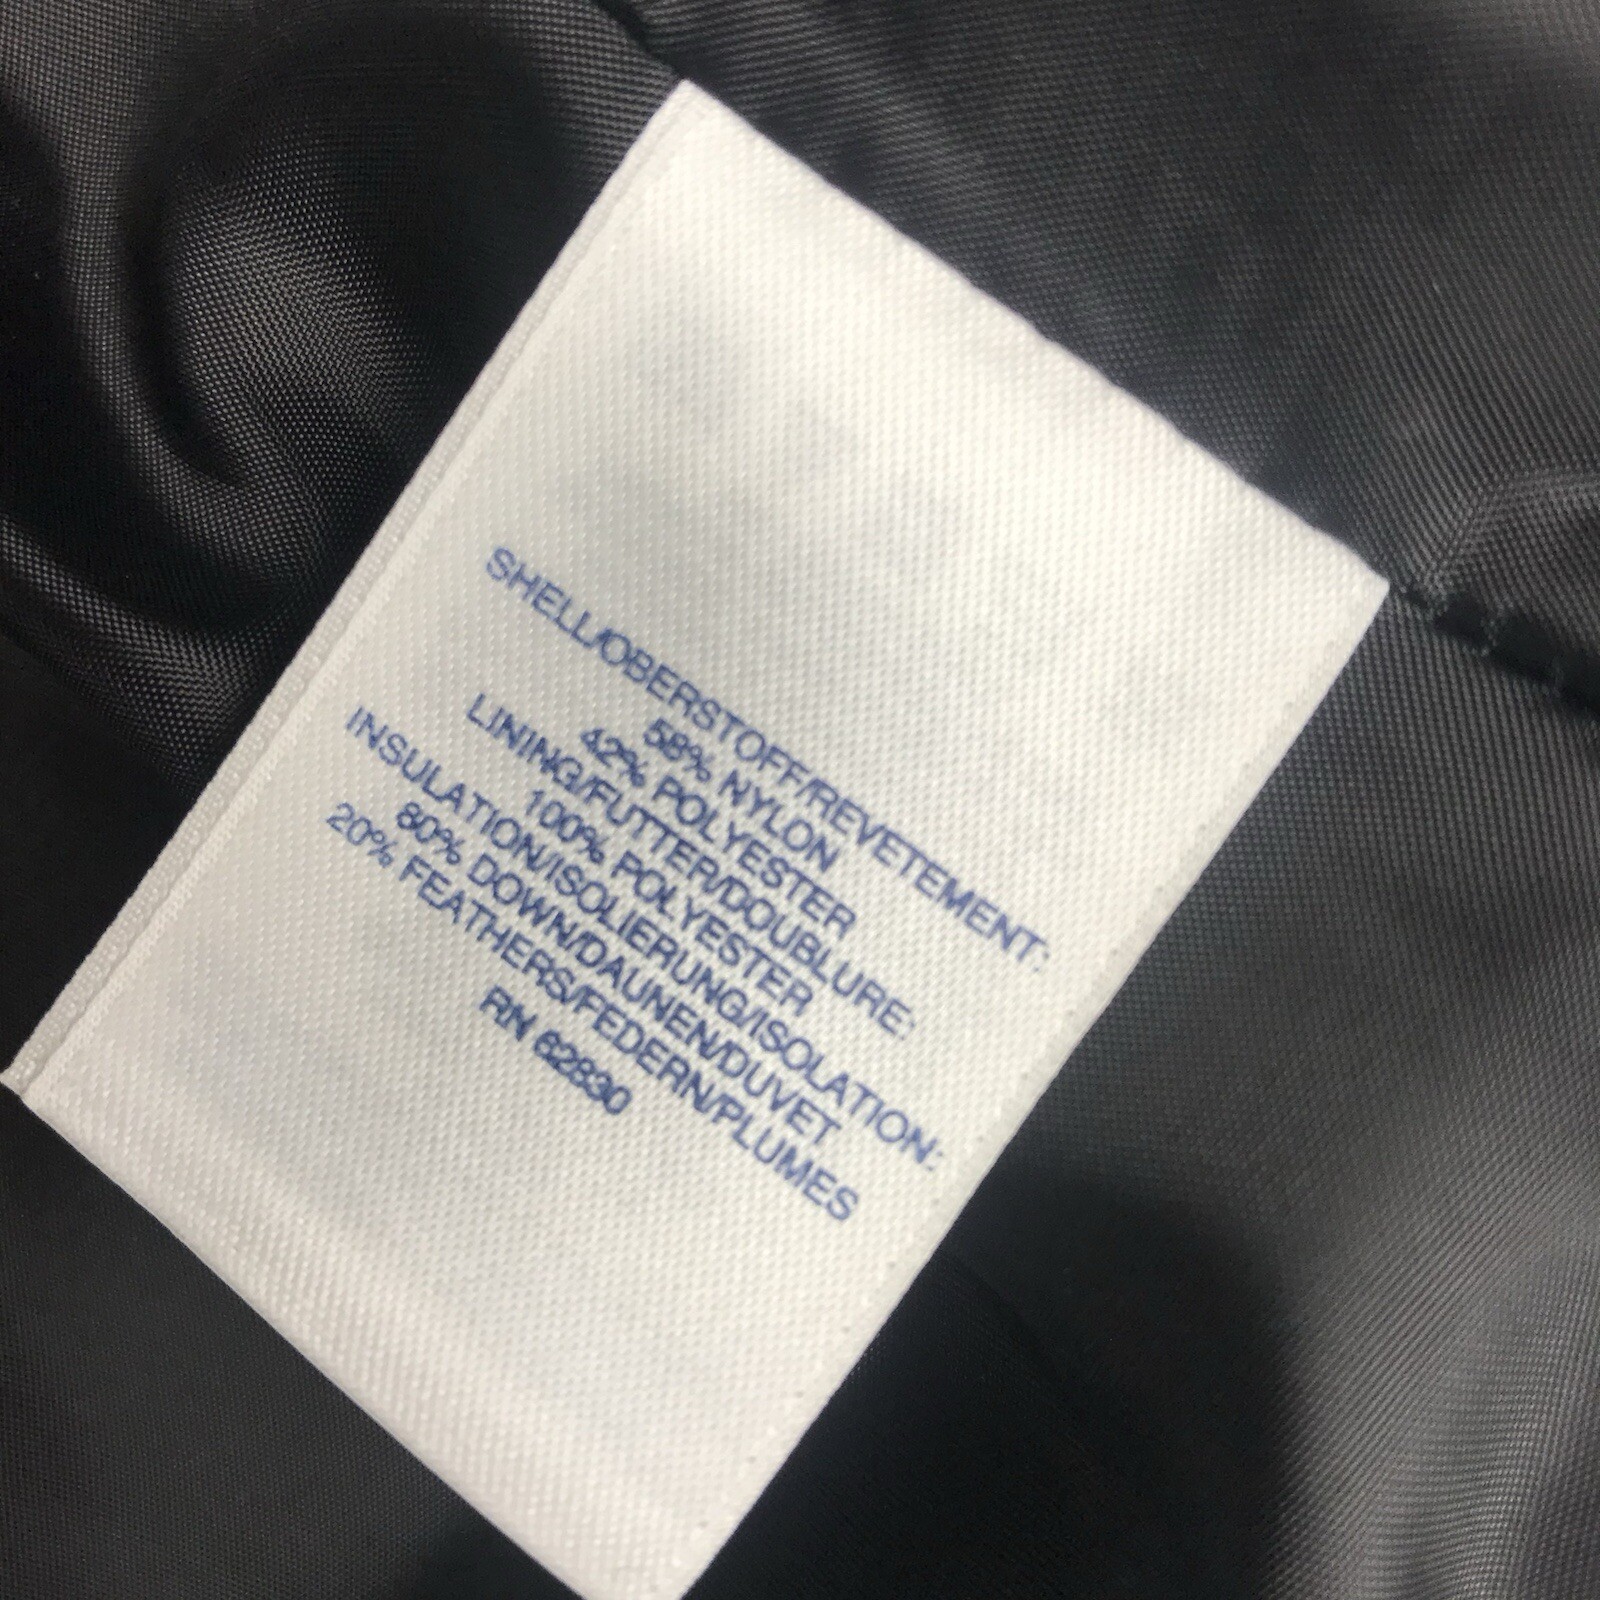 SHELL/OBERSTOFF/REVETEMENT:
58% NYLON
42% POLYESTER
LINING/FUTTER/DOUBLURE:
100% POLYESTER
INSULATION/ISOLIERUNG/ISOLATION:
80% DOWN/DAUNEN/DUVET
20% FEATHERS/FEDERN/PLUMES
RN 62830